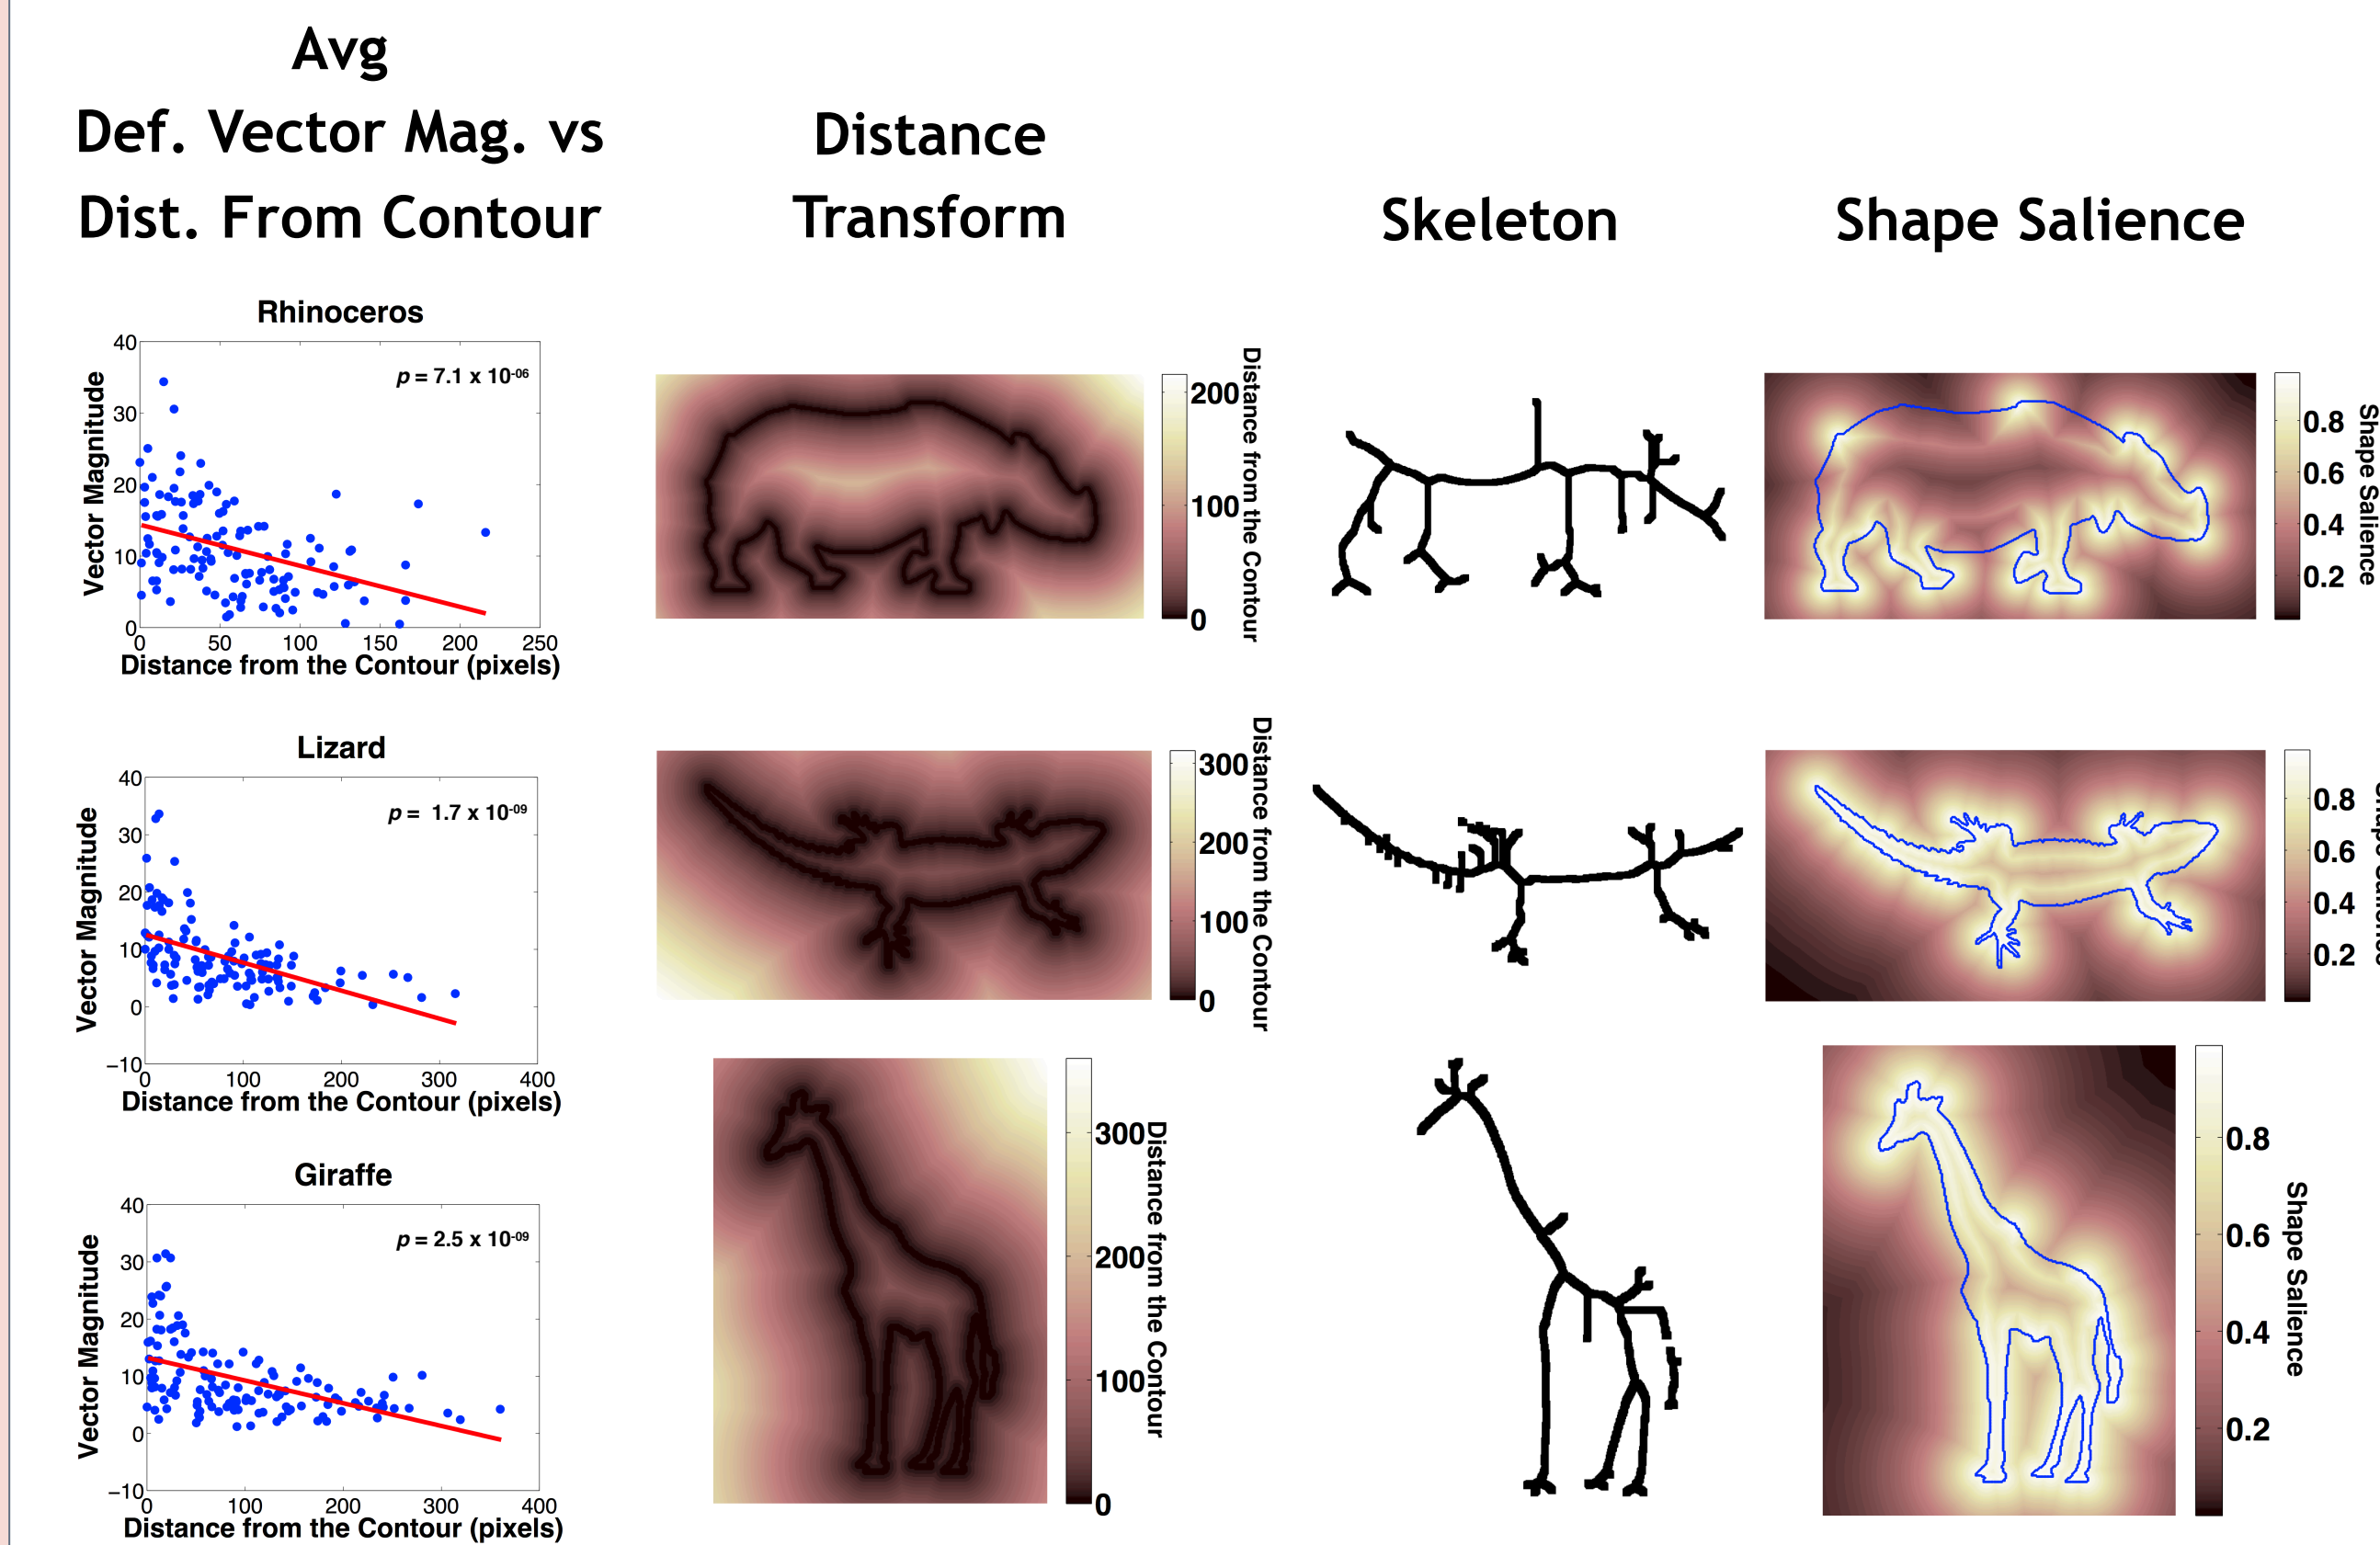 Avg
Def. Vector Mag. vs
Dist. From Contour
Distance
Transform
Skeleton
Shape Salience
Rhinoceros
p = 7.1 x 10-06
Vector Magnitude
40
30
20
10
0
0 50 100 150 200 250
Distance from the Contour (pixels)
200
100
0
Distance from the Contour
0.8
0.6
0.4
0.2
Shape Salience
Lizard
p = 1.7 x 10-09
Vector Magnitude
40
30
20
10
0
−10
0 100 200 300 400
Distance from the Contour (pixels)
300
200
100
0
Distance from the Contour
0.8
0.6
0.4
0.2
Shape Salience
Giraffe
p = 2.5 x 10-09
Vector Magnitude
40
30
20
10
0
−10
0 100 200 300 400
Distance from the Contour (pixels)
300
200
100
0
Distance from the Contour
0.8
0.6
0.4
0.2
Shape Salience